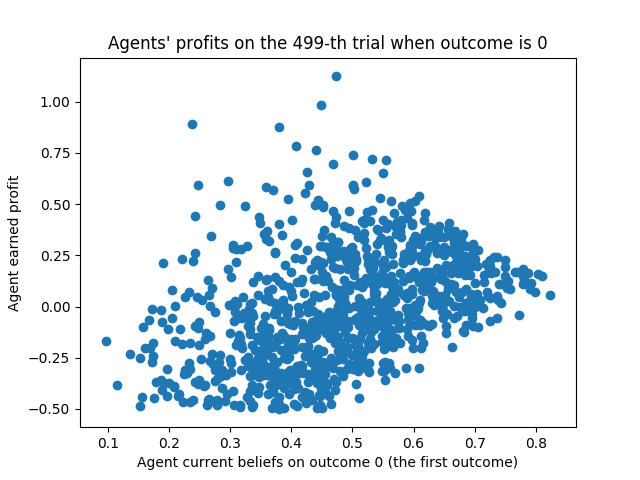 Agents' profits on the 499-th trial when outcome is 0
Agent earned profit
1.00
0.75
0.50
0.25
0.00
−0.25
−0.50
0.1 0.2 0.3 0.4 0.5 0.6 0.7 0.8
Agent current beliefs on outcome 0 (the first outcome)